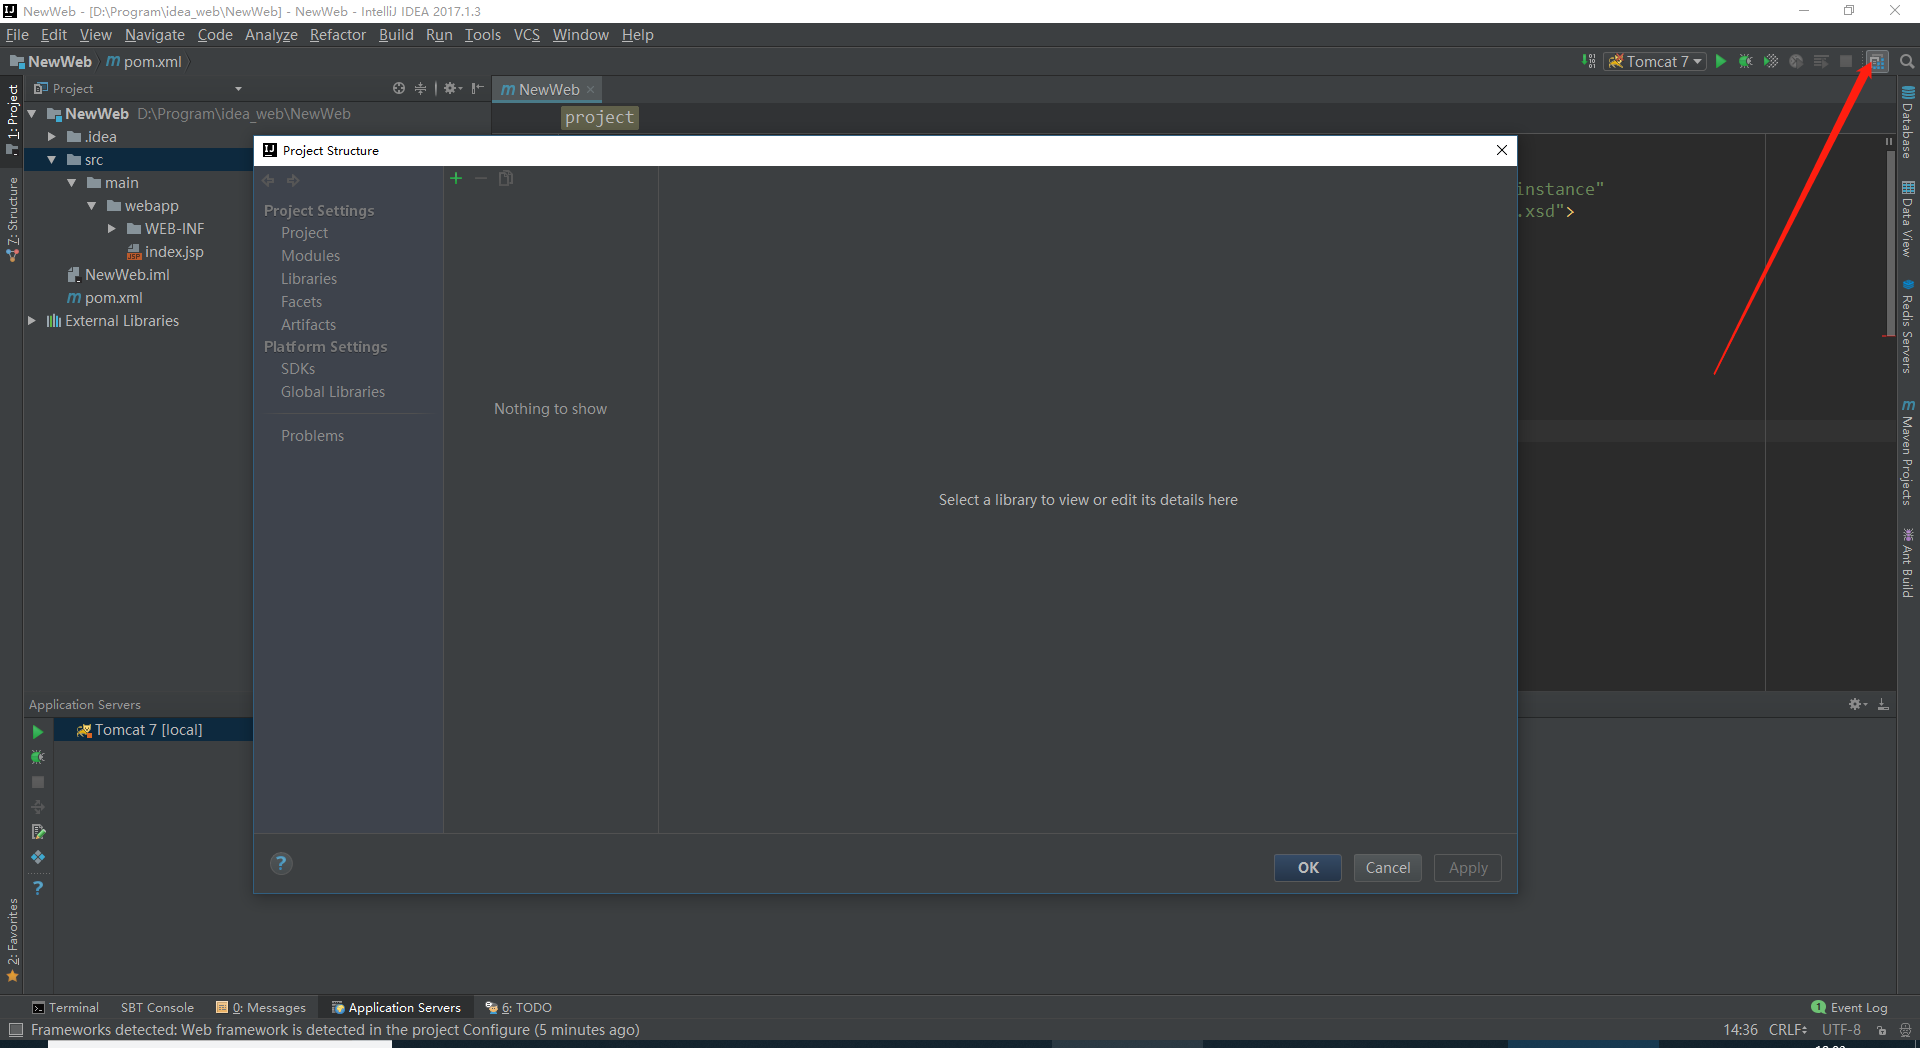 NewWeb - [D:\Program\idea_web\NewWeb] - NewWeb - IntelliJ IDEA 2017.1.3
File Edit View Navigate Code Analyze Refactor Build Run Tools VCS Window Help
NewWeb m pom.xml
Tomcat 7
Project
m NewWeb
NewWeb D:\Program\idea_web\NewWeb
project
.idea
src
main
webapp
WEB-INF
index.jsp
NewWeb.iml
m pom.xml
External Libraries
1: Project
7: Structure
2: Favorites
Project Structure
Project Settings
Project
Modules
Libraries
Facets
Artifacts
Platform Settings
SDKs
Global Libraries
Problems
Nothing to show
Select a library to view or edit its details here
instance"
.xsd">
OK Cancel Apply
Database
Data View
Redis Servers
m Maven Projects
Ant Build
Application Servers
Tomcat 7 [local]
Terminal SBT Console 0: Messages Application Servers 6: TODO
1 Event Log
Frameworks detected: Web framework is detected in the project Configure (5 minutes ago)
14:36 CRLF UTF-8